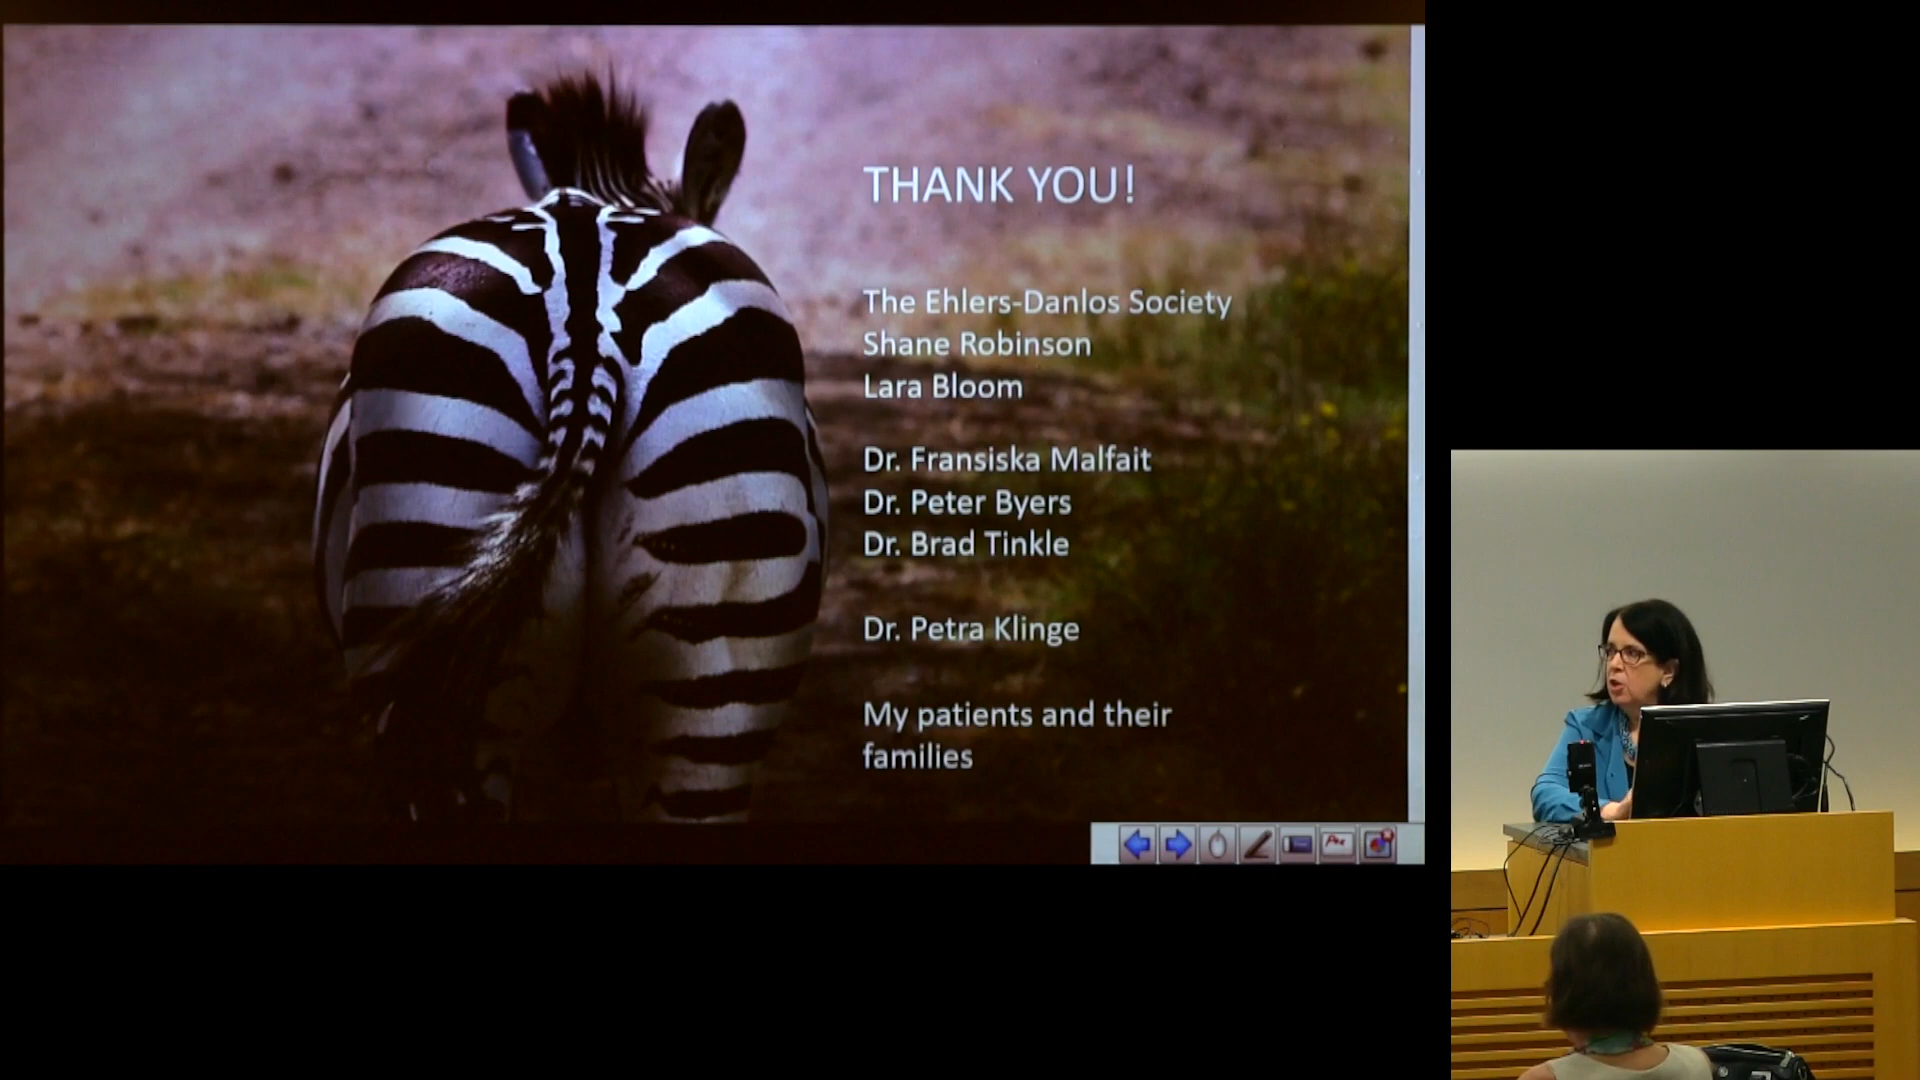 THANK YOU!
The Ehlers-Danlos Society
Shane Robinson
Lara Bloom
Dr. Fransiska Malfait
Dr. Peter Byers
Dr. Brad Tinkle
Dr. Petra Klinge
My patients and their
families